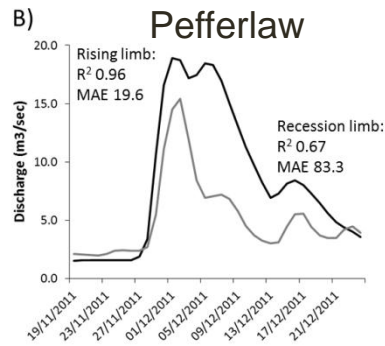 B)
Pefferlaw
Rising limb:
R² 0.96
MAE 19.6
Recession limb:
R² 0.67
MAE 83.3
Discharge (m3/sec)
20.0
15.0
10.0
5.0
0.0
19/11/2011
23/11/2011
27/11/2011
01/12/2011
05/12/2011
09/12/2011
13/12/2011
17/12/2011
21/12/2011